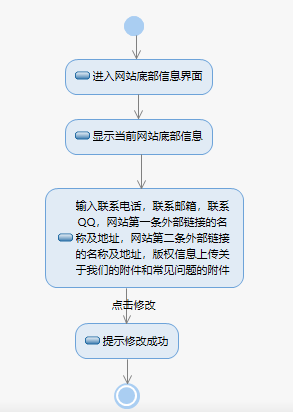 进入网站底部信息界面
显示当前网站底部信息
输入联系电话，联系邮箱，联系
QQ，网站第一条外部链接的名
称及地址，网站第二条外部链接
的名称及地址，版权信息上传关
于我们的附件和常见问题的附件
点击修改
提示修改成功